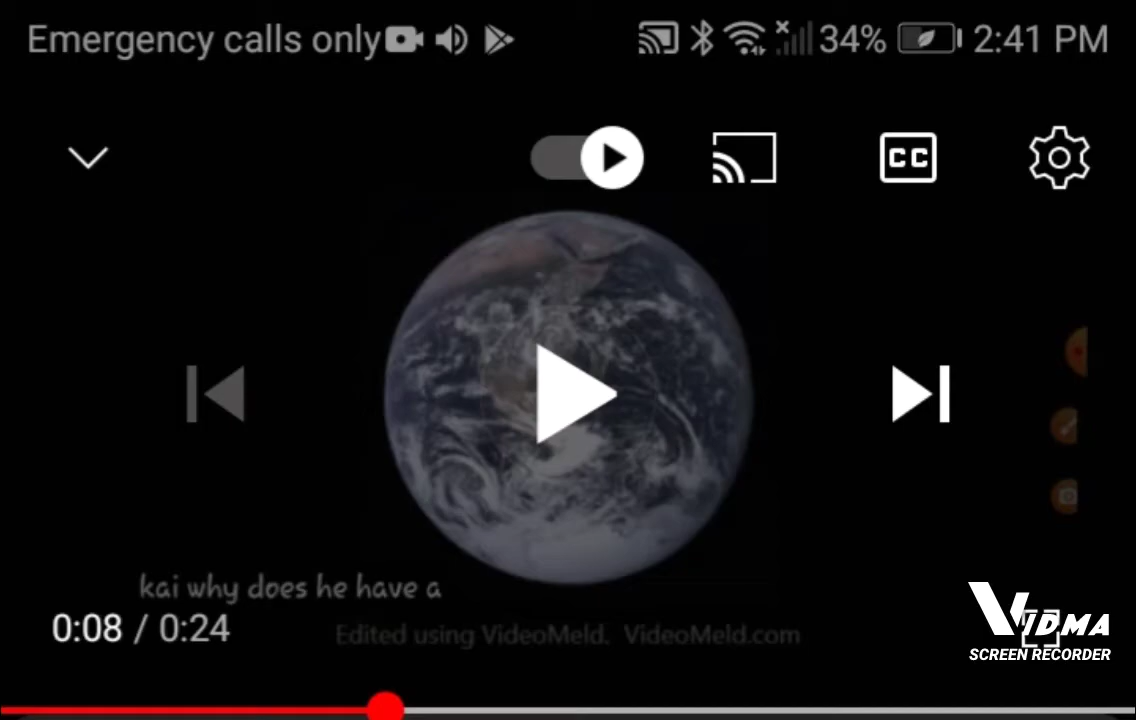 Emergency calls only 34% 2:41 PM
CC
kai why does he have a
0:08 / 0:24
Edited using VideoMeld. VideoMeld.com
VIDMA
SCREEN RECORDER